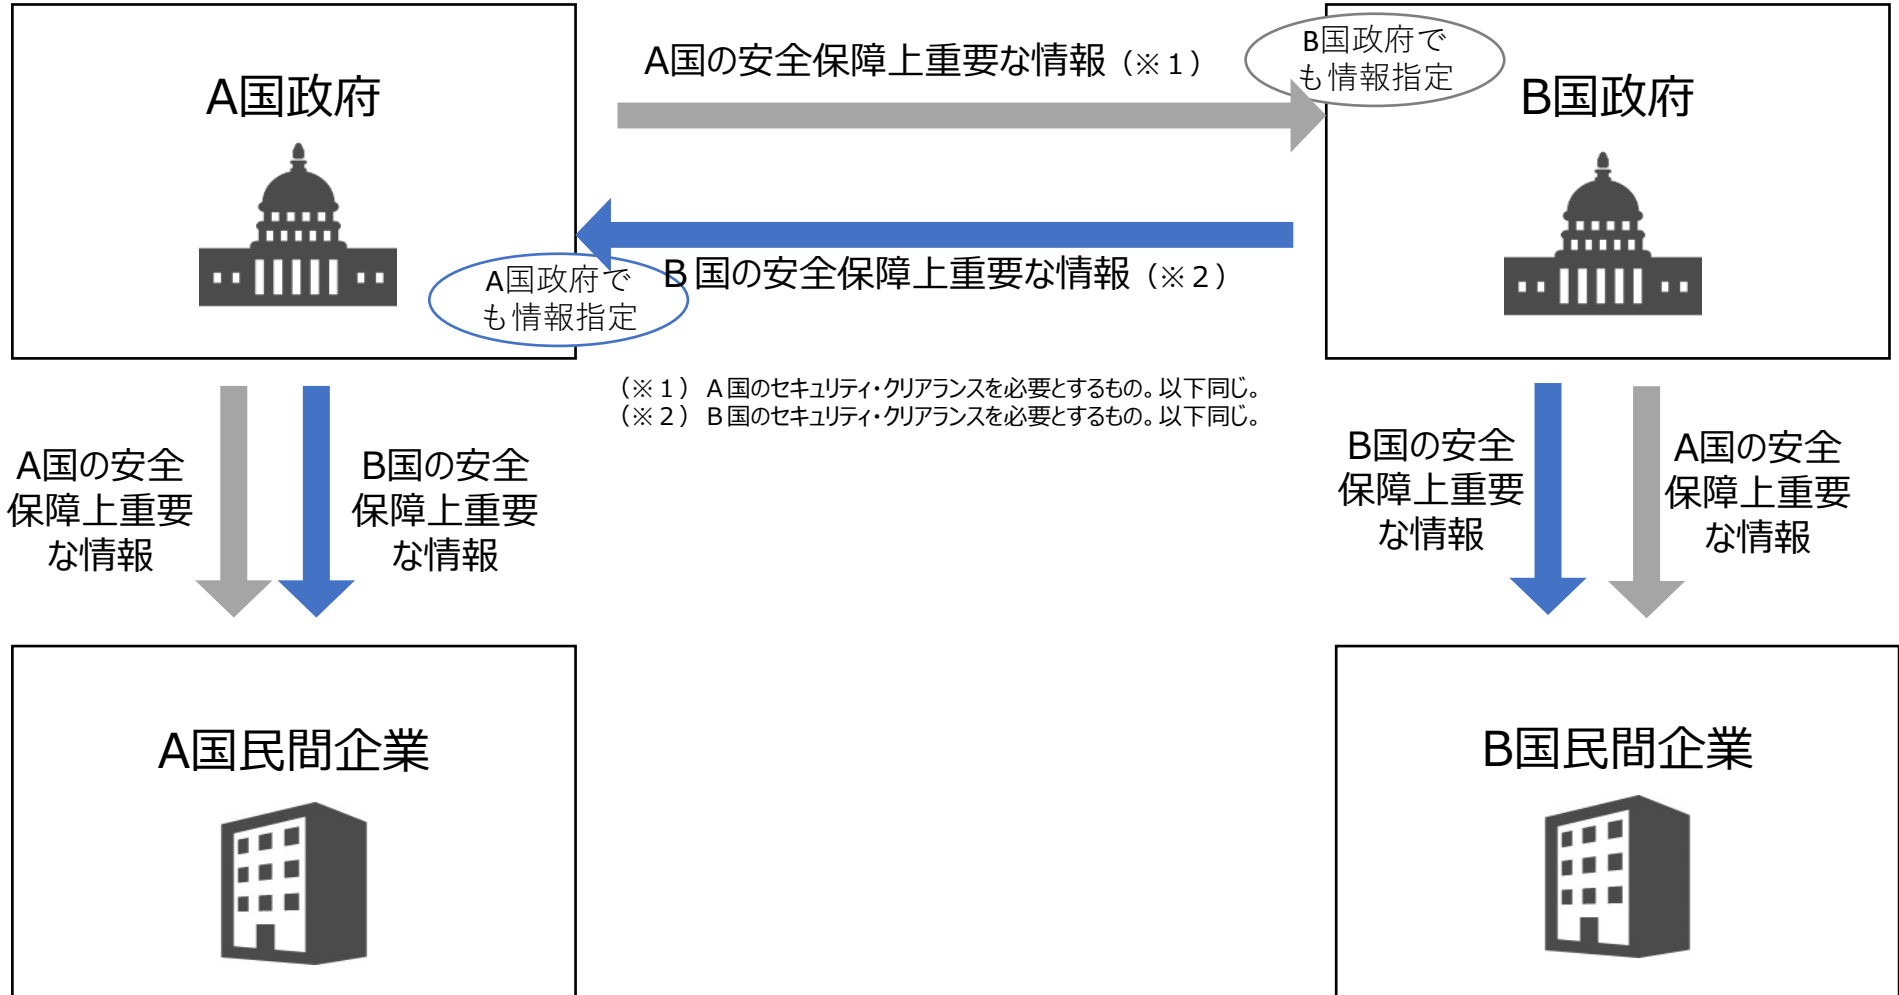 A国政府
A国の安全保障上重要な情報（※１）
B国政府で
も情報指定
B国政府
A国政府で
も情報指定
Ｂ国の安全保障上重要な情報（※２）
（※１） Ａ国のセキュリティ・クリアランスを必要とするもの。以下同じ。
（※２） Ｂ国のセキュリティ・クリアランスを必要とするもの。以下同じ。
A国の安全
保障上重要
な情報
B国の安全
保障上重要
な情報
B国の安全
保障上重要
な情報
A国の安全
保障上重要
な情報
A国民間企業
B国民間企業